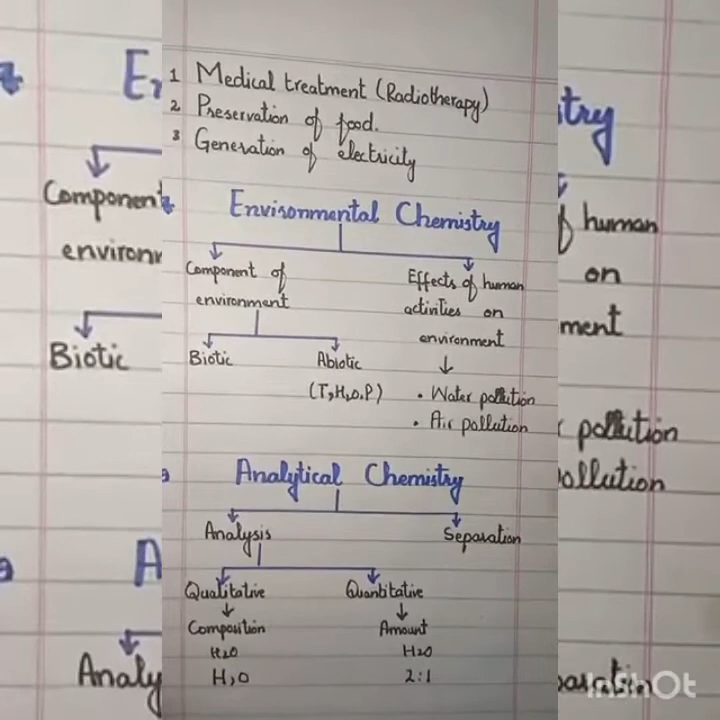 1 Medical treatment (Radiotherapy)
2 Preservation of food.
3 Generation of electricity
Environmental Chemistry
Component of environment
Effects of human activities on environment
Biotic
Abiotic
(T, H2O, P)
• Water pollution
• Air pollution
Analytical Chemistry
Analysis
Separation
Qualitative
Quantitative
Composition
Amount
H2O
H2O
H, O
2:1
InShOt